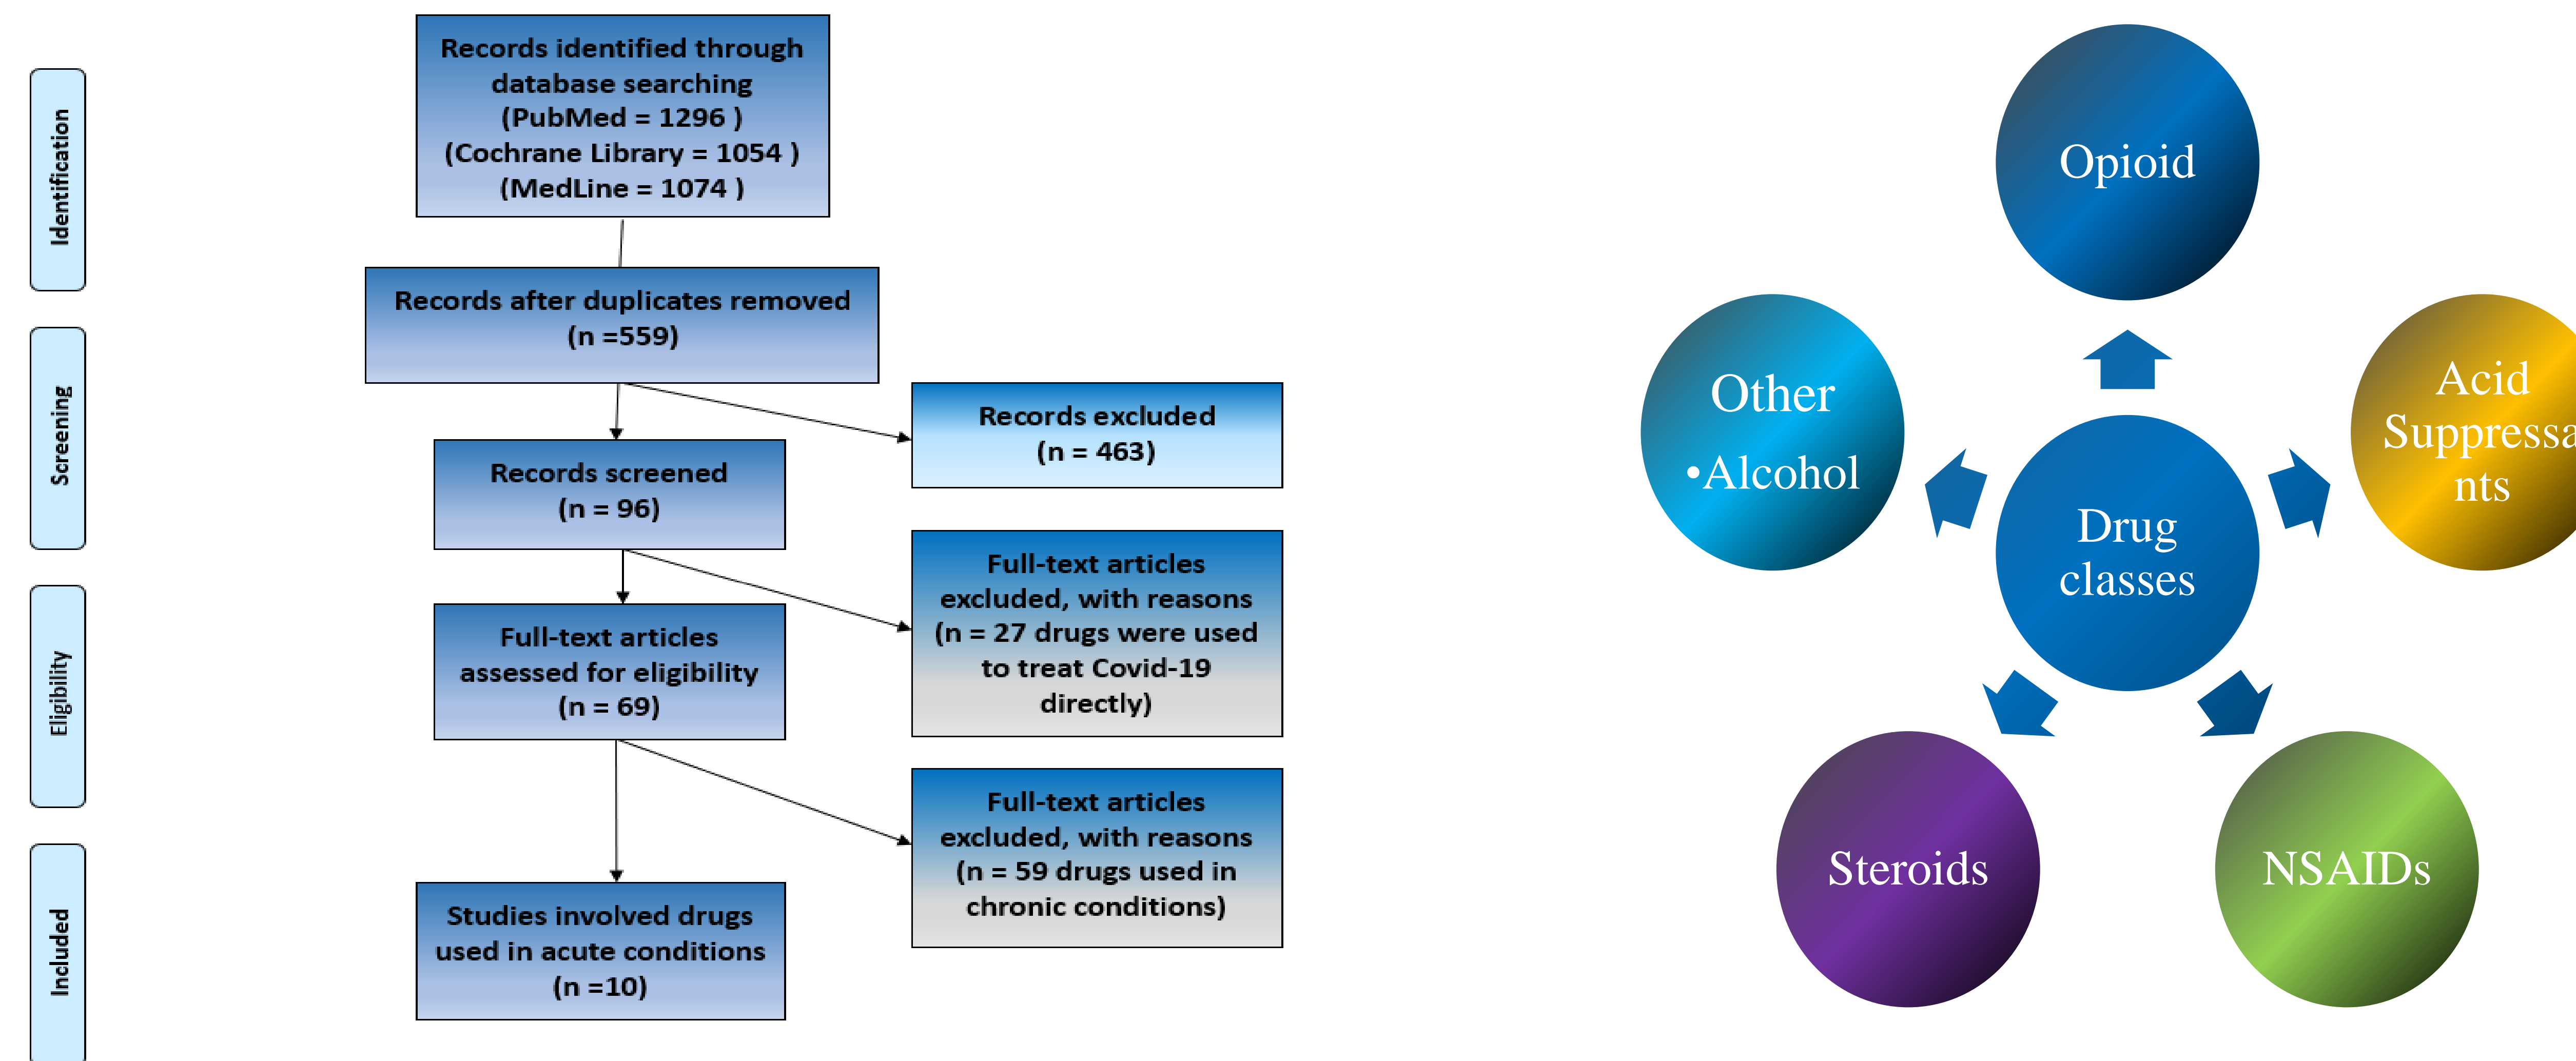 Identification
Screening
Eligibility
Included
Records identified through
database searching
(PubMed = 1296 )
(Cochrane Library = 1054 )
(MedLine = 1074 )
Records after duplicates removed
(n =559)
Records excluded
(n = 463)
Records screened
(n = 96)
Full-text articles
excluded, with reasons
(n = 27 drugs were used
to treat Covid-19
directly)
Full-text articles
assessed for eligibility
(n = 69)
Full-text articles
excluded, with reasons
(n = 59 drugs used in
chronic conditions)
Studies involved drugs
used in acute conditions
(n =10)
Opioid
Other
•Alcohol
Acid
Suppressa
nts
Drug
classes
Steroids
NSAIDs